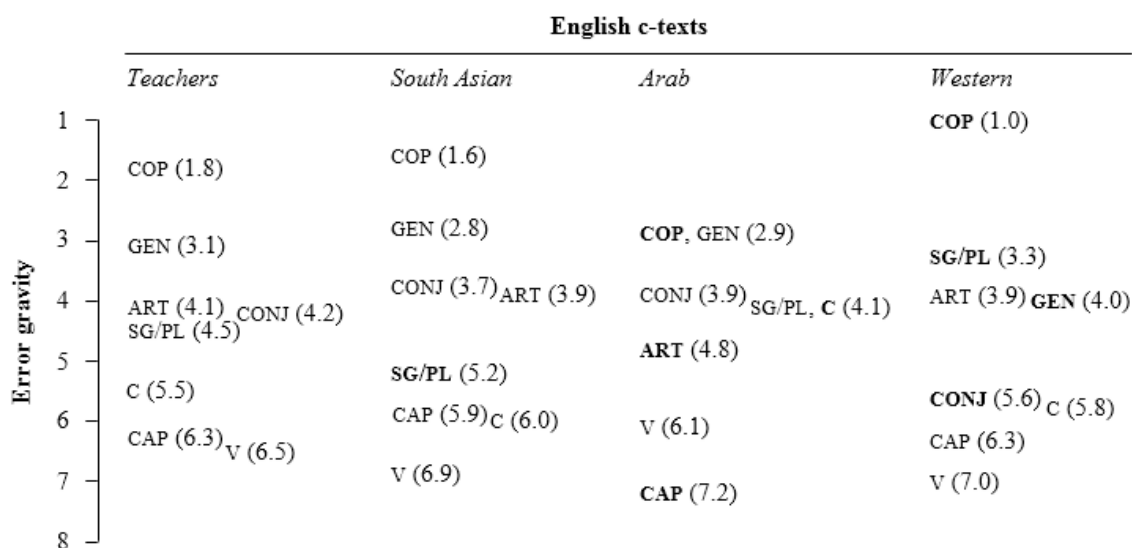 English c-texts
Teachers South Asian Arab Western
Error gravity
1 COP (1.0)
COP (1.8) COP (1.6)
2
GEN (3.1) GEN (2.8) COP, GEN (2.9)
3 SG/PL (3.3)
ART (4.1) CONJ (4.2) CONJ (3.7) ART (3.9) CONJ (3.9) SG/PL, C (4.1) ART (3.9) GEN (4.0)
4
SG/PL (4.5)
ART (4.8)
5
C (5.5) SG/PL (5.2) CONJ (5.6) C (5.8)
CAP (5.9) C (6.0)
6 V (6.1)
CAP (6.3) V (6.5) CAP (6.3)
V (6.9) V (7.0)
7
CAP (7.2)
8